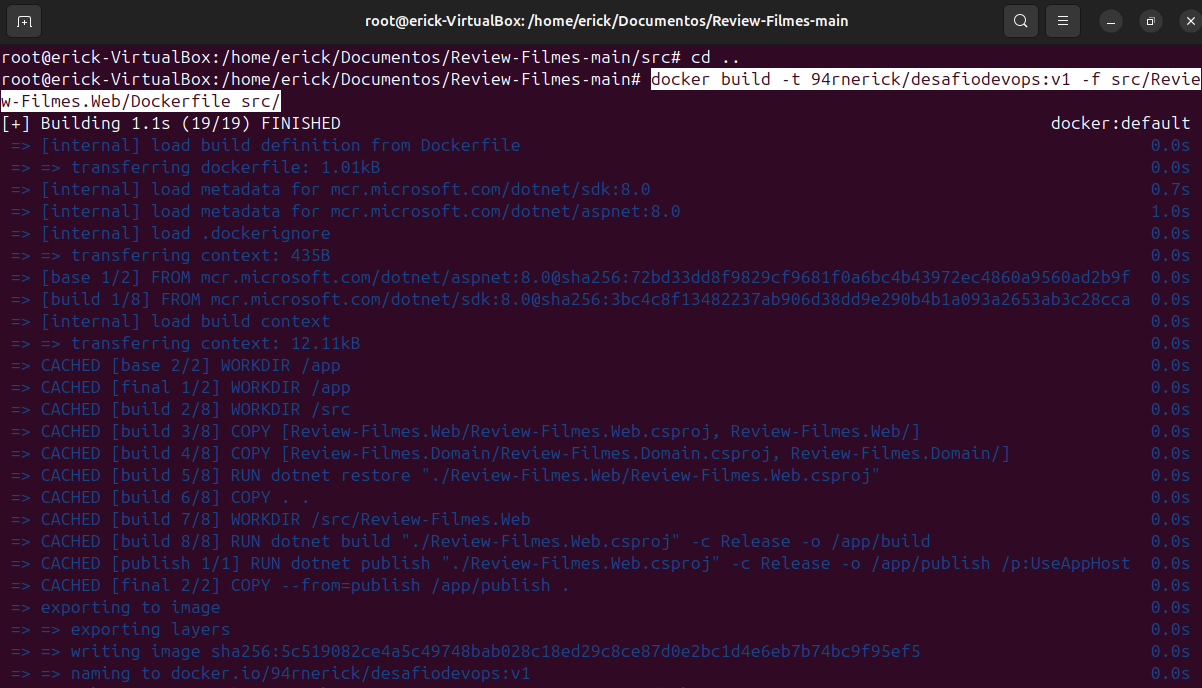 root@erick-VirtualBox: /home/erick/Documentos/Review-Filmes-main
root@erick-VirtualBox:/home/erick/Documentos/Review-Filmes-main/src# cd ..
root@erick-VirtualBox:/home/erick/Documentos/Review-Filmes-main# docker build -t 94rnerick/desafiodevops:v1 -f src/Revie
w-Filmes.Web/Dockerfile src/
[+] Building 1.1s (19/19) FINISHED docker:default
=> [internal] load build definition from Dockerfile 0.0s
=> => transferring dockerfile: 1.01kB 0.0s
=> [internal] load metadata for mcr.microsoft.com/dotnet/sdk:8.0 0.7s
=> [internal] load metadata for mcr.microsoft.com/dotnet/aspnet:8.0 1.0s
=> [internal] load .dockerignore 0.0s
=> => transferring context: 435B 0.0s
=> [base 1/2] FROM mcr.microsoft.com/dotnet/aspnet:8.0@sha256:72bd33dd8f9829cf9681f0a6bc4b43972ec4860a9560ad2b9f 0.0s
=> [build 1/8] FROM mcr.microsoft.com/dotnet/sdk:8.0@sha256:3bc4c8f13482237ab906d38dd9e290b4b1a093a2653ab3c28cca 0.0s
=> [internal] load build context 0.0s
=> => transferring context: 12.11kB 0.0s
=> CACHED [base 2/2] WORKDIR /app 0.0s
=> CACHED [final 1/2] WORKDIR /app 0.0s
=> CACHED [build 2/8] WORKDIR /src 0.0s
=> CACHED [build 3/8] COPY [Review-Filmes.Web/Review-Filmes.Web.csproj, Review-Filmes.Web/] 0.0s
=> CACHED [build 4/8] COPY [Review-Filmes.Domain/Review-Filmes.Domain.csproj, Review-Filmes.Domain/] 0.0s
=> CACHED [build 5/8] RUN dotnet restore "./Review-Filmes.Web/Review-Filmes.Web.csproj" 0.0s
=> CACHED [build 6/8] COPY . . 0.0s
=> CACHED [build 7/8] WORKDIR /src/Review-Filmes.Web 0.0s
=> CACHED [build 8/8] RUN dotnet build "./Review-Filmes.Web.csproj" -c Release -o /app/build 0.0s
=> CACHED [publish 1/1] RUN dotnet publish "./Review-Filmes.Web.csproj" -c Release -o /app/publish /p:UseAppHost 0.0s
=> CACHED [final 2/2] COPY --from=publish /app/publish . 0.0s
=> exporting to image 0.0s
=> => exporting layers 0.0s
=> => writing image sha256:5c519082ce4a5c49748bab028c18ed29c8ce87d0e2bc1d4e6eb7b74bc9f95ef5 0.0s
=> => naming to docker.io/94rnerick/desafiodevops:v1 0.0s